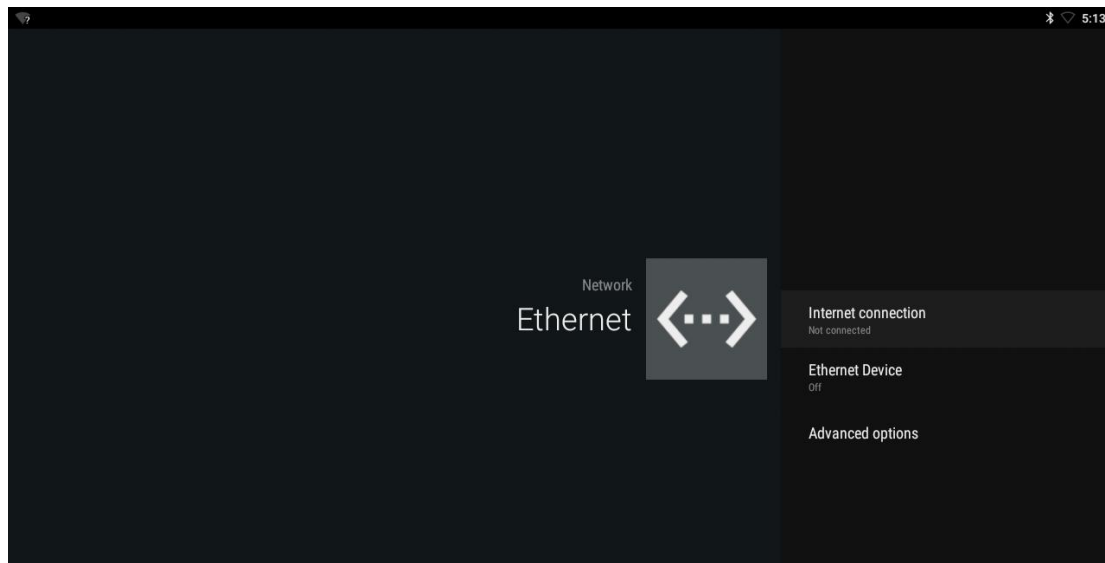 ?
5:13
Network
Ethernet
Internet connection
Not connected
Ethernet Device
Off
Advanced options